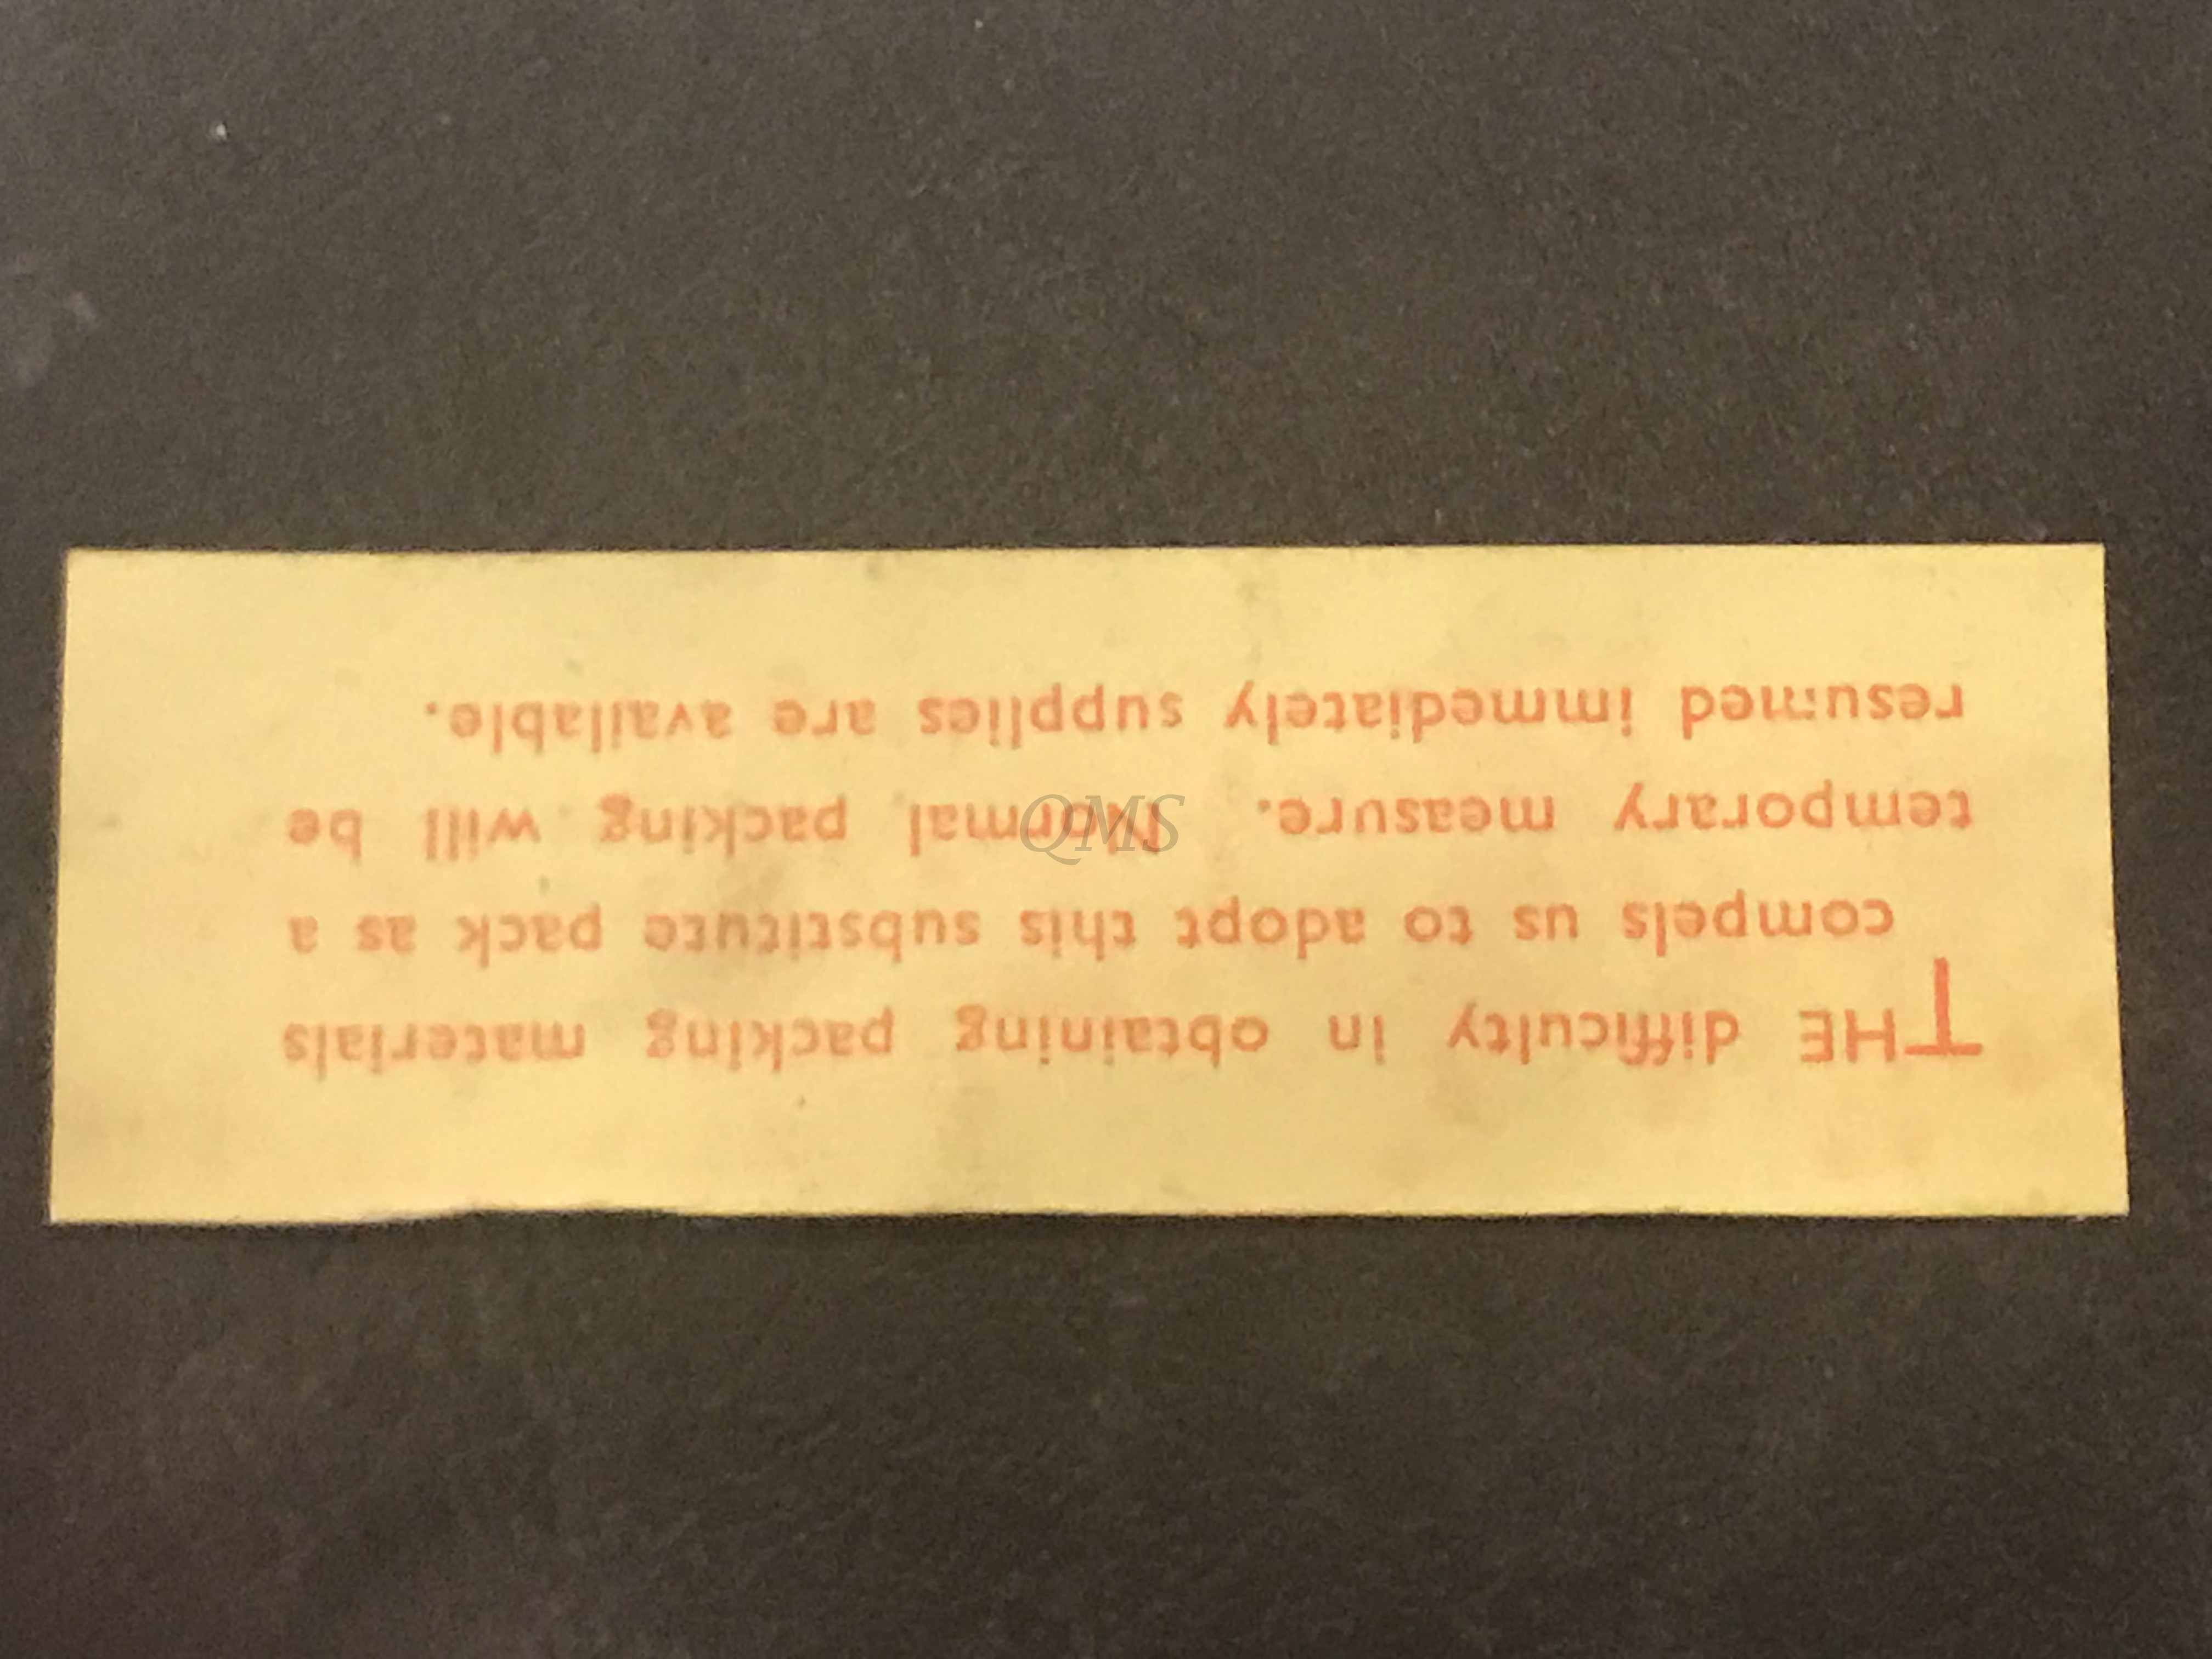 THE difficulty in obtaining packing materials
compels us to adopt this substitute pack as a
temporary measure. Normal packing will be
resumed immediately supplies are available.
QMS